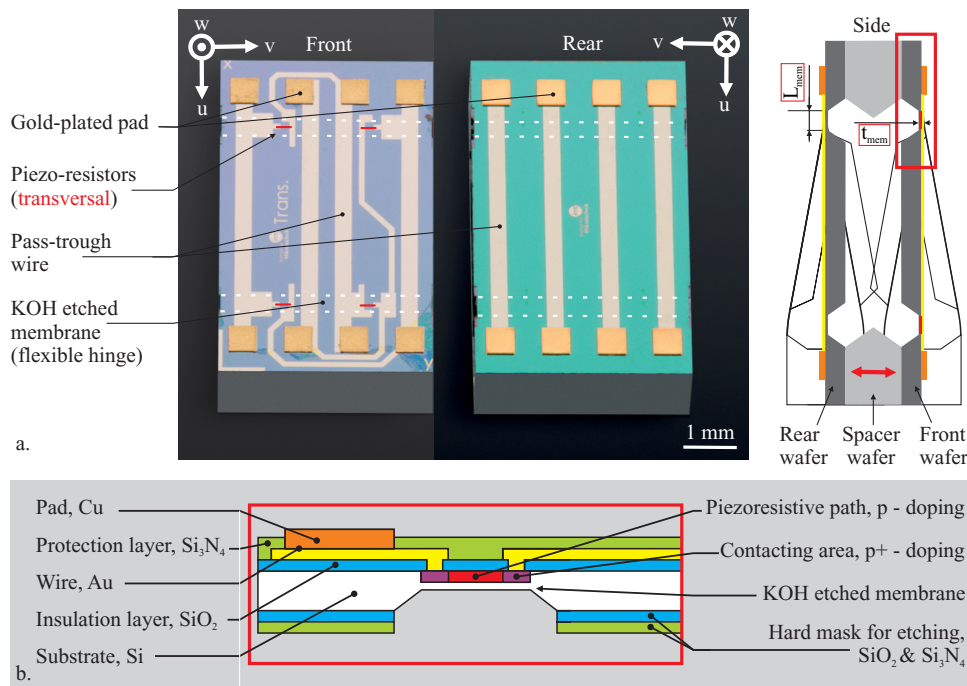 w
v
u
Front
Rear
w
v
u
Side
x
Gold-plated pad
Piezo-resistors
(transversal)
Pass-trough
wire
KOH etched
membrane
(flexible hinge)
Trans.
y
1 mm
L mem
t mem
Rear
wafer
Spacer
wafer
Front
wafer
a.
Pad, Cu
Protection layer, Si₃N₄
Wire, Au
Insulation layer, SiO₂
Substrate, Si
Piezoresistive path, p - doping
Contacting area, p+ - doping
KOH etched membrane
Hard mask for etching,
SiO₂ & Si₃N₄
b.